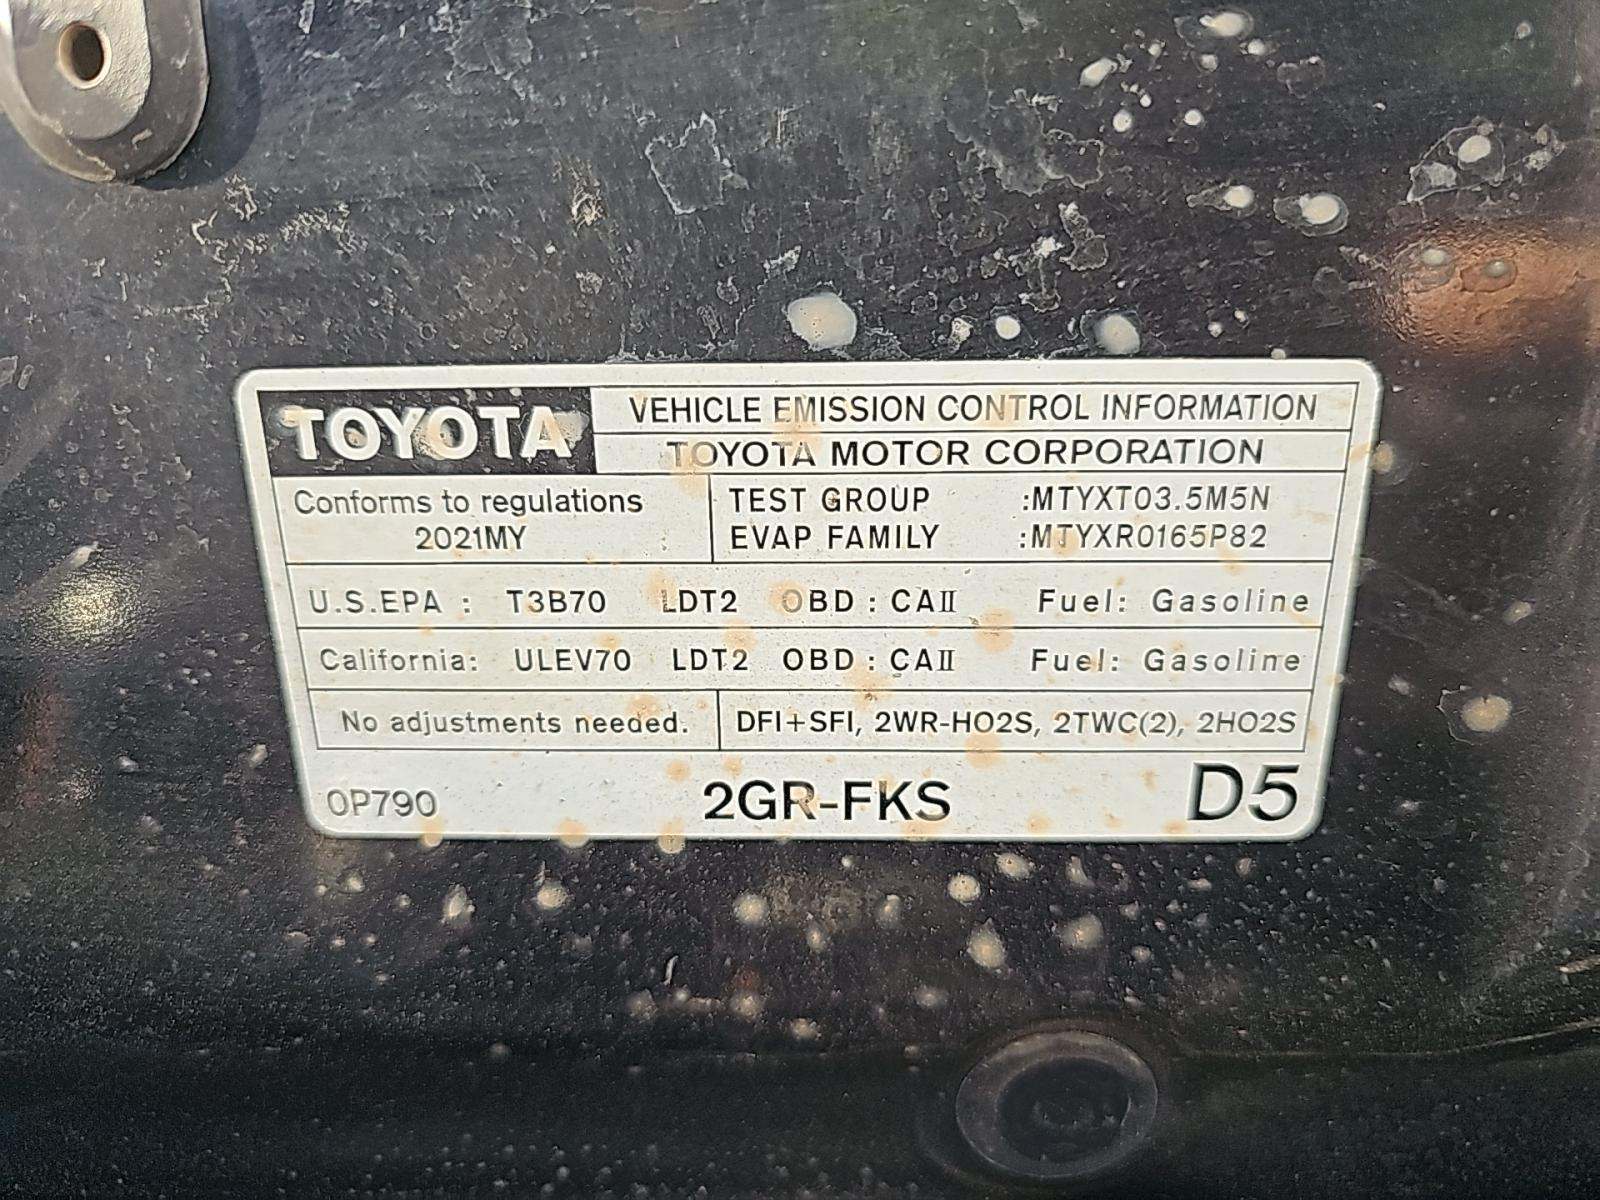 TOYOTA
VEHICLE EMISSION CONTROL INFORMATION
TOYOTA MOTOR CORPORATION
Conforms to regulations
2021MY
TEST GROUP :MTYXT03.5M5N
EVAP FAMILY :MTYXR0165P82
U.S.EPA : T3B70 LDT2 OBD : CAII Fuel: Gasoline
California: ULEV70 LDT2 OBD : CAII Fuel: Gasoline
No adjustments needed.
DFI+SFI, 2WR-HO2S, 2TWC(2), 2HO2S
0P790 2GR-FKS D5